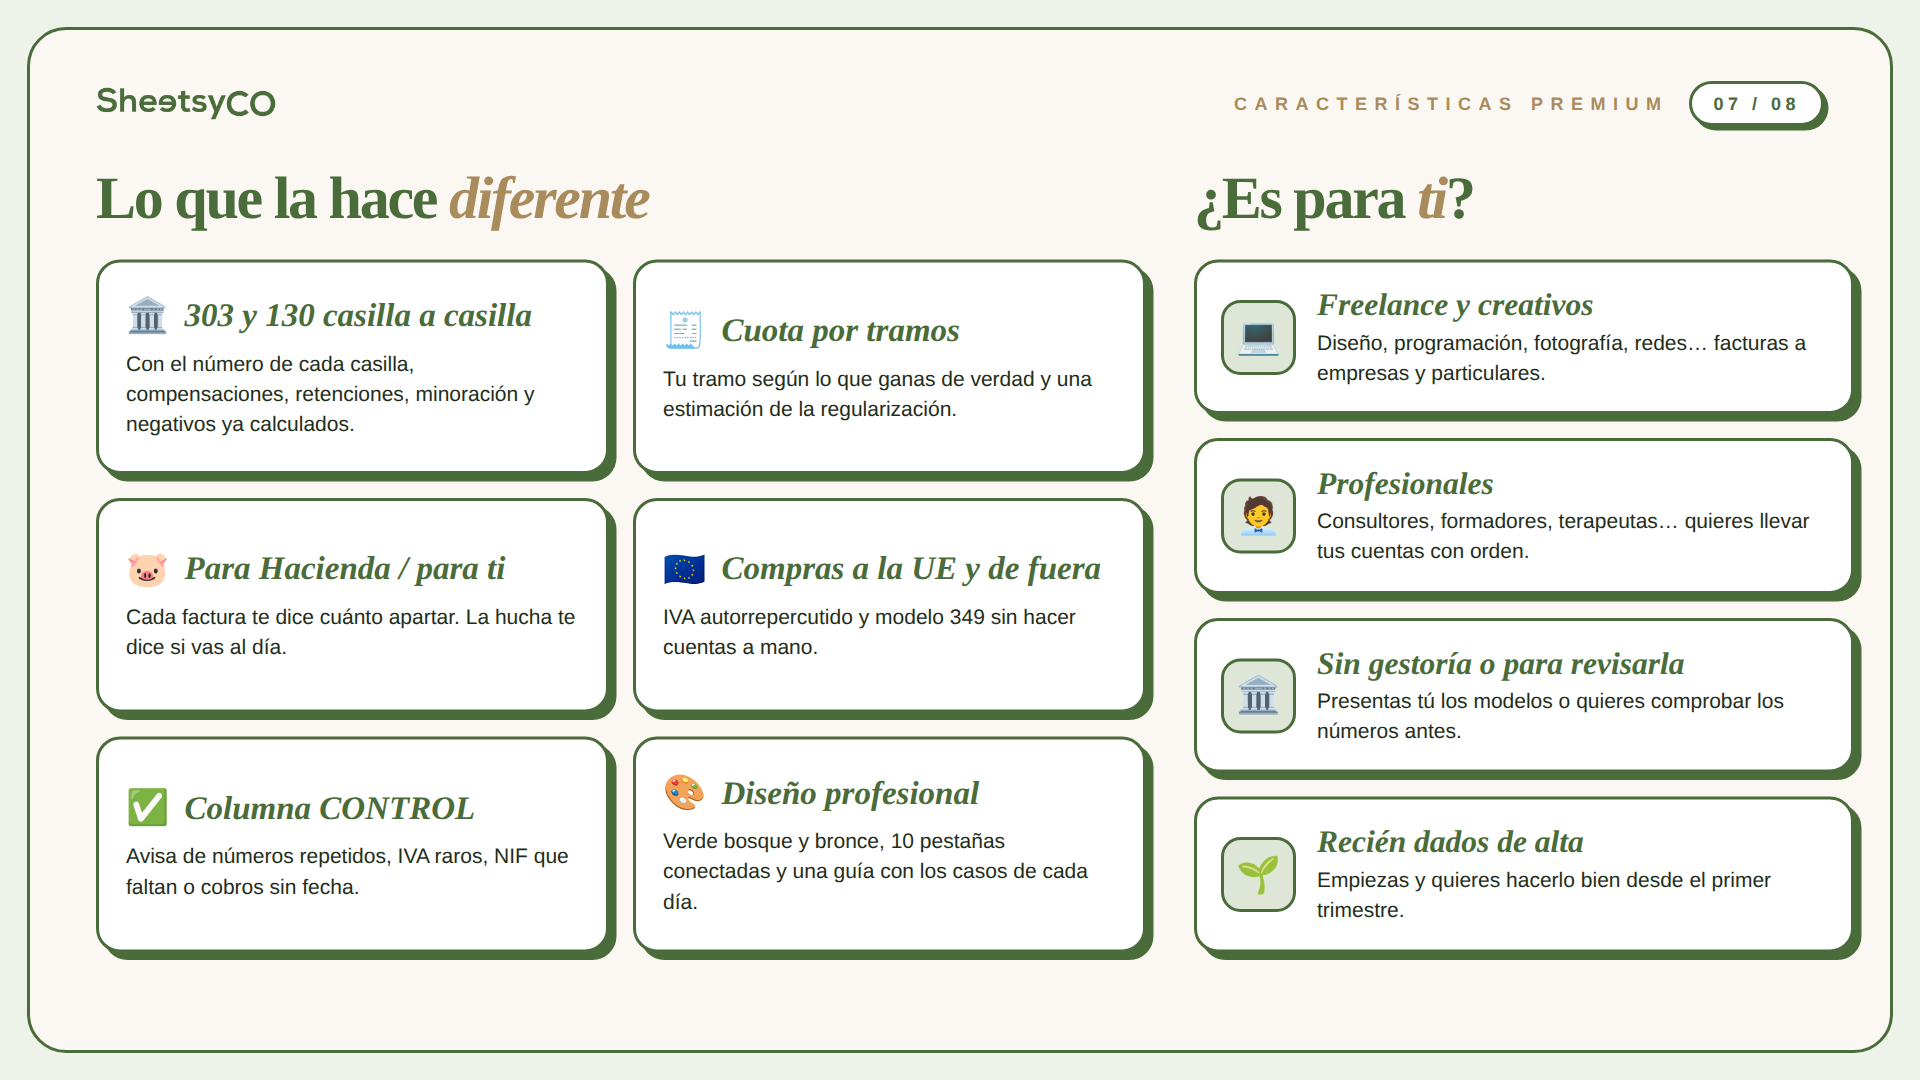 SheetsyCO
CARACTERÍSTICAS PREMIUM
07 / 08
Lo que la hace diferente
303 y 130 casilla a casilla
Con el número de cada casilla,
compensaciones, retenciones, minoración y
negativos ya calculados.
Cuota por tramos
Tu tramo según lo que ganas de verdad y una
estimación de la regularización.
Para Hacienda / para ti
Cada factura te dice cuánto apartar. La hucha te
dice si vas al día.
Compras a la UE y de fuera
IVA autorrepercutido y modelo 349 sin hacer
cuentas a mano.
Columna CONTROL
Avisa de números repetidos, IVA raros, NIF que
faltan o cobros sin fecha.
Diseño profesional
Verde bosque y bronce, 10 pestañas
conectadas y una guía con los casos de cada
día.
¿Es para ti?
Freelance y creativos
Diseño, programación, fotografía, redes… facturas a
empresas y particulares.
Profesionales
Consultores, formadores, terapeutas… quieres llevar
tus cuentas con orden.
Sin gestoría o para revisarla
Presentas tú los modelos o quieres comprobar los
números antes.
Recién dados de alta
Empiezas y quieres hacerlo bien desde el primer
trimestre.